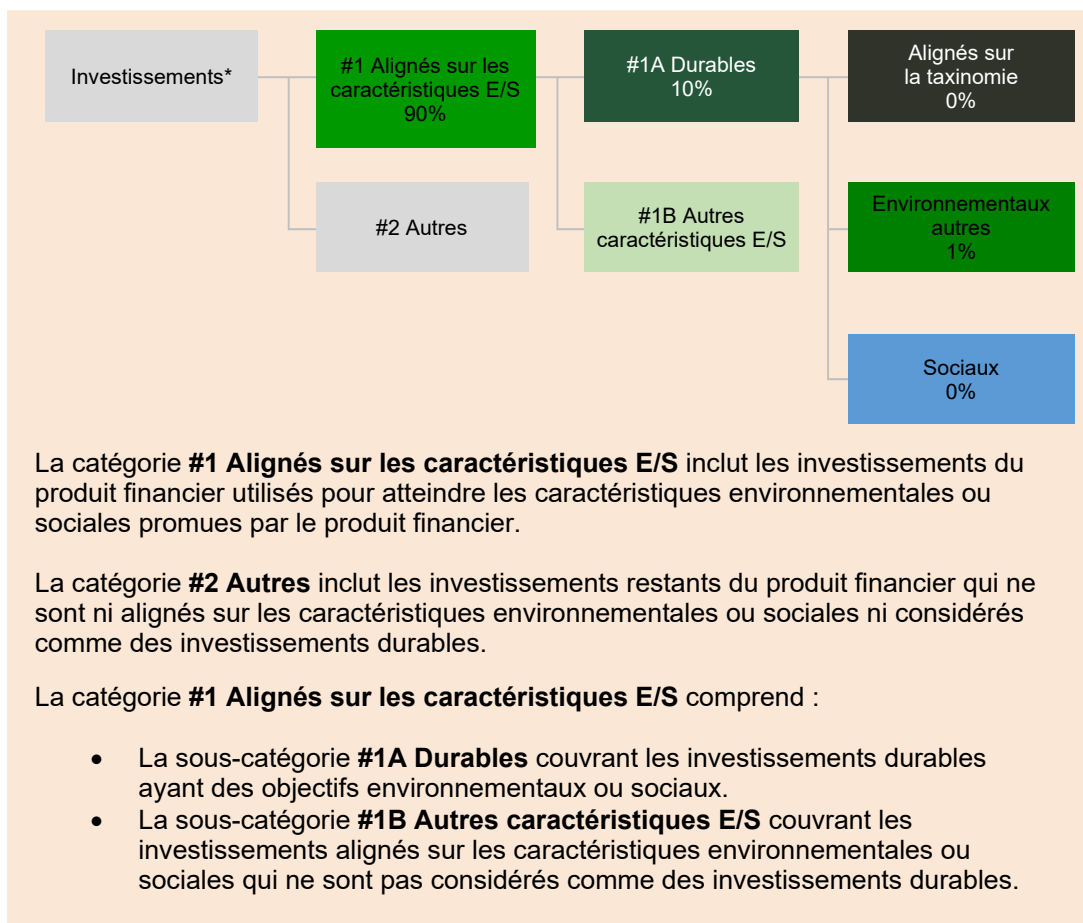 Investissements*
#1 Alignés sur les
caractéristiques E/S
90%
#1A Durables
10%
Alignés sur
la taxinomie
0%
#2 Autres
#1B Autres
caractéristiques E/S
Environnementaux
autres
1%
Sociaux
0%
La catégorie #1 Alignés sur les caractéristiques E/S inclut les investissements du
produit financier utilisés pour atteindre les caractéristiques environnementales ou
sociales promues par le produit financier.
La catégorie #2 Autres inclut les investissements restants du produit financier qui ne
sont ni alignés sur les caractéristiques environnementales ou sociales ni considérés
comme des investissements durables.
La catégorie #1 Alignés sur les caractéristiques E/S comprend :
• La sous-catégorie #1A Durables couvrant les investissements durables
ayant des objectifs environnementaux ou sociaux.
• La sous-catégorie #1B Autres caractéristiques E/S couvrant les
investissements alignés sur les caractéristiques environnementales ou
sociales qui ne sont pas considérés comme des investissements durables.